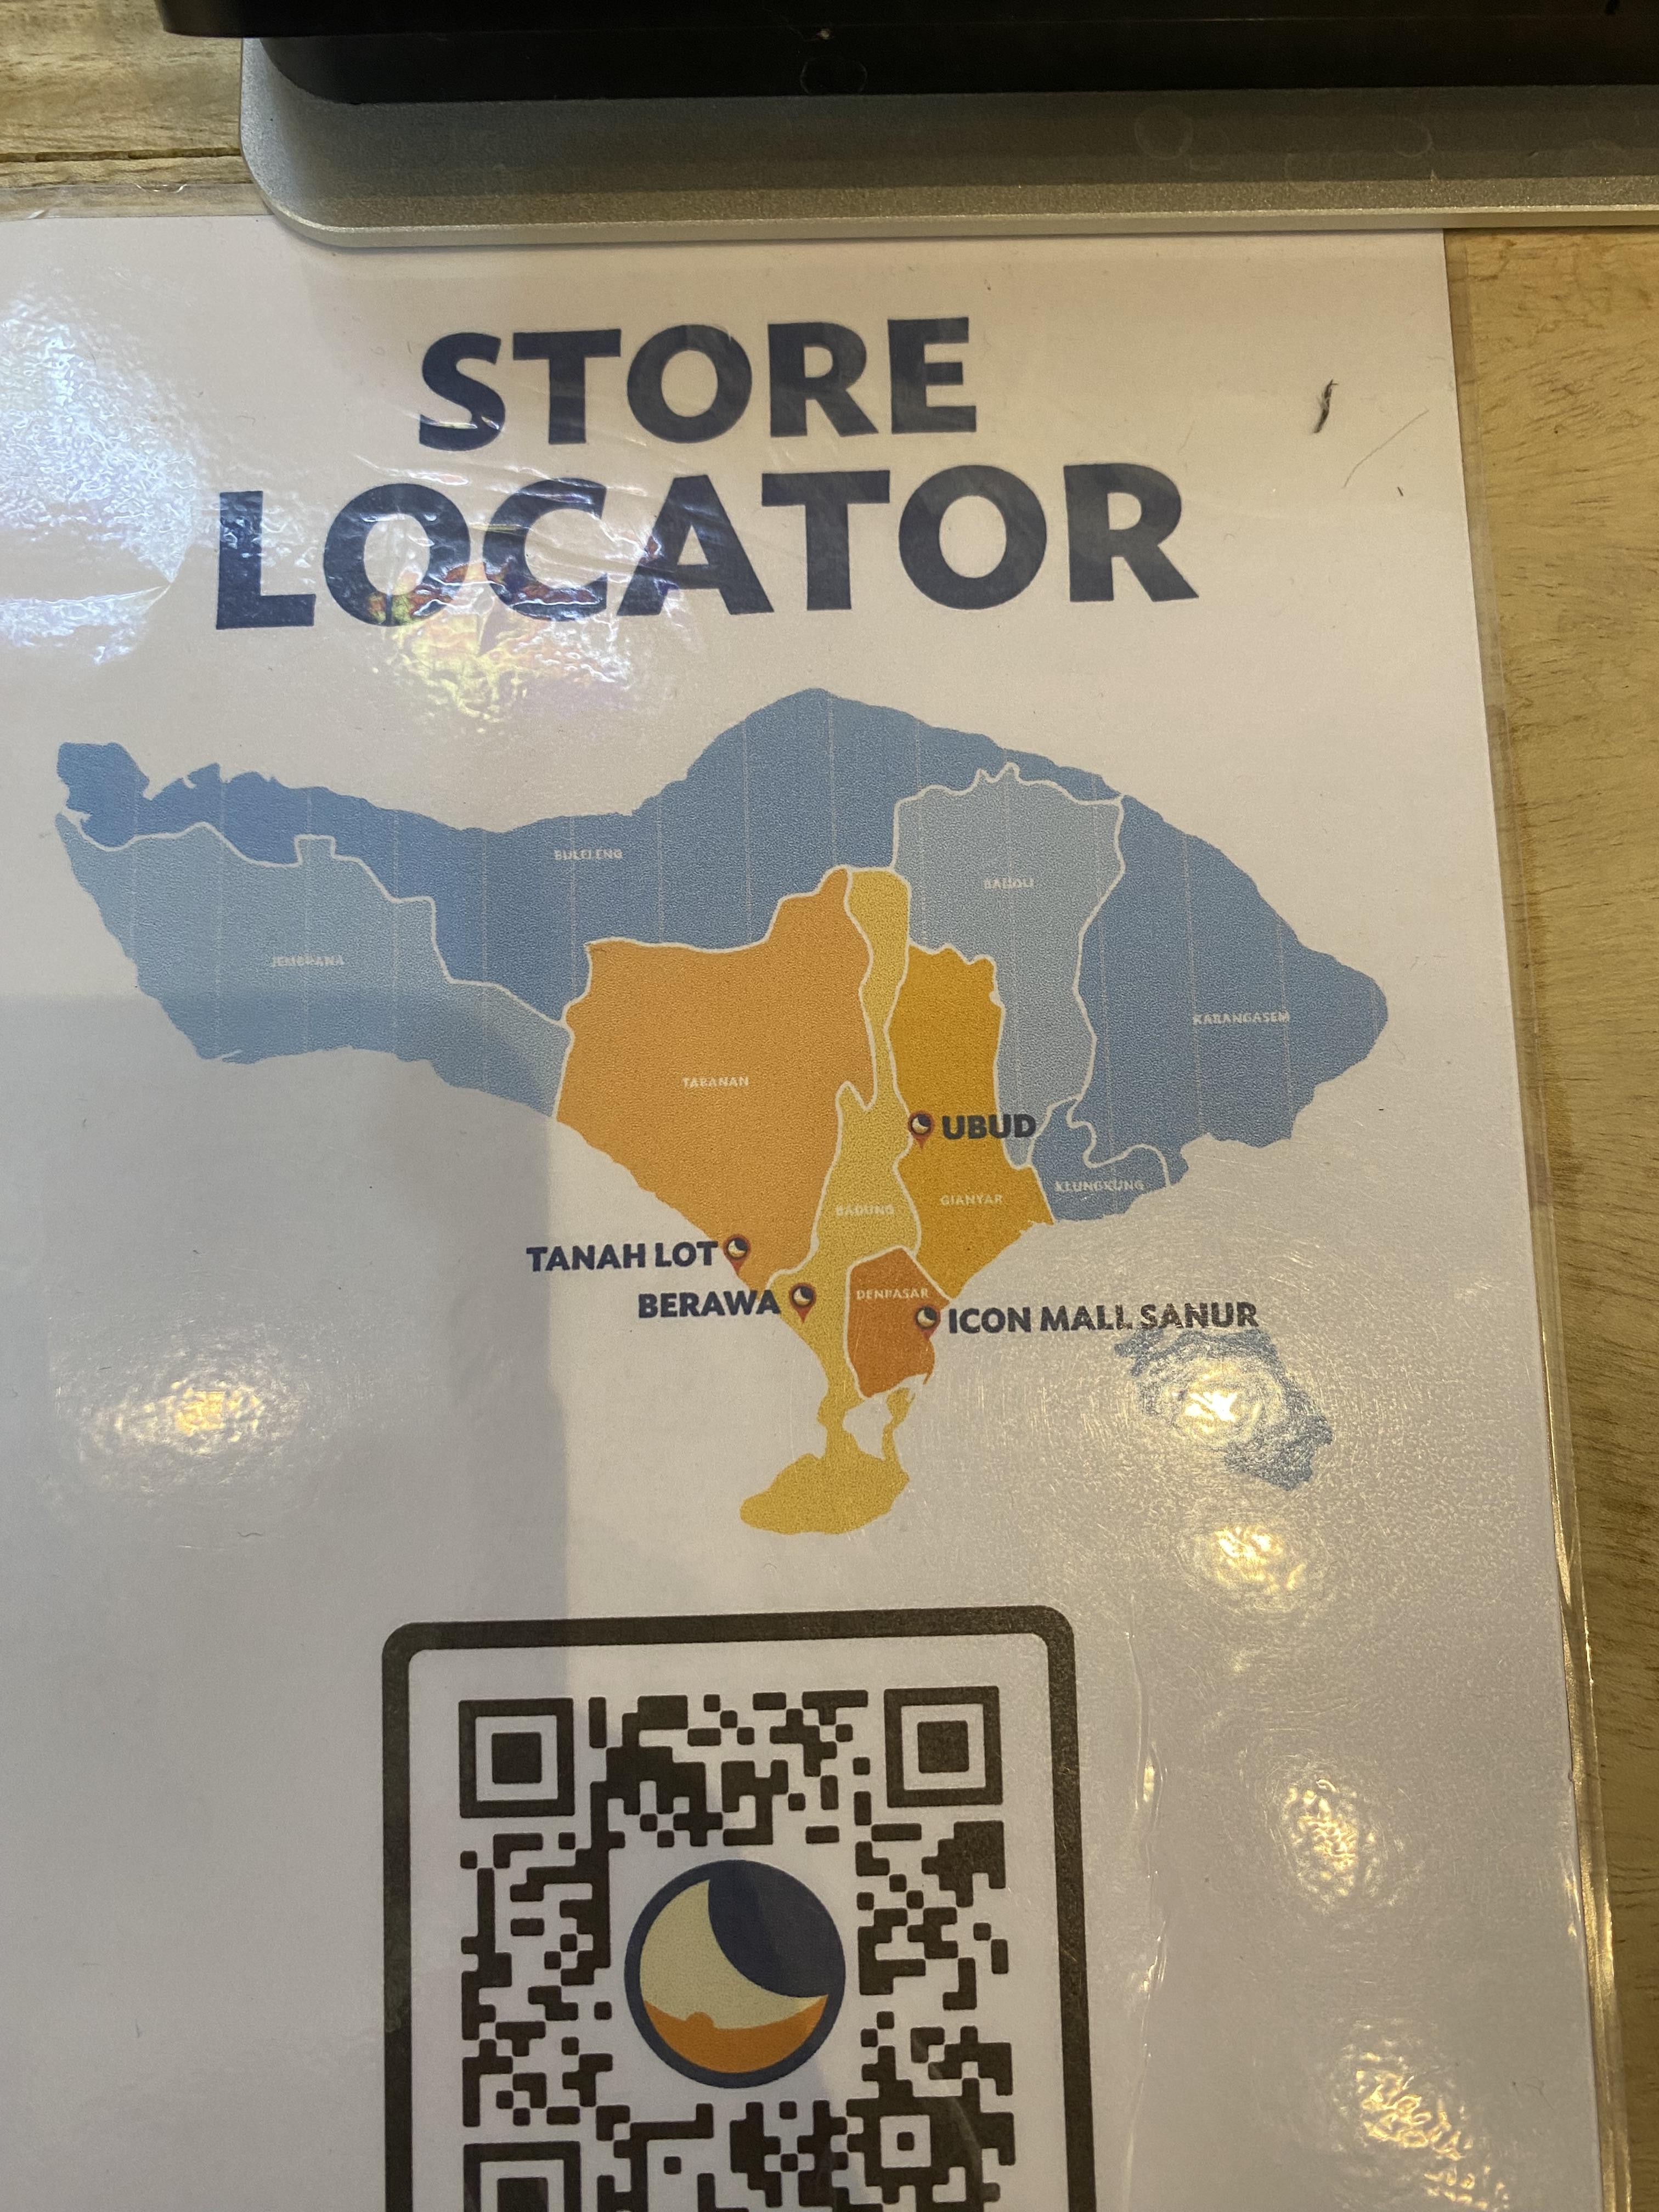 STORE
LOCATOR
BULELENG
BANGLI
JEMBRANA
KARANGASEM
TABANAN
UBUD
KLUNGKUNG
GIANYAR
BADUNG
TANAH LOT
DENPASAR
BERAWA
ICON MALL SANUR